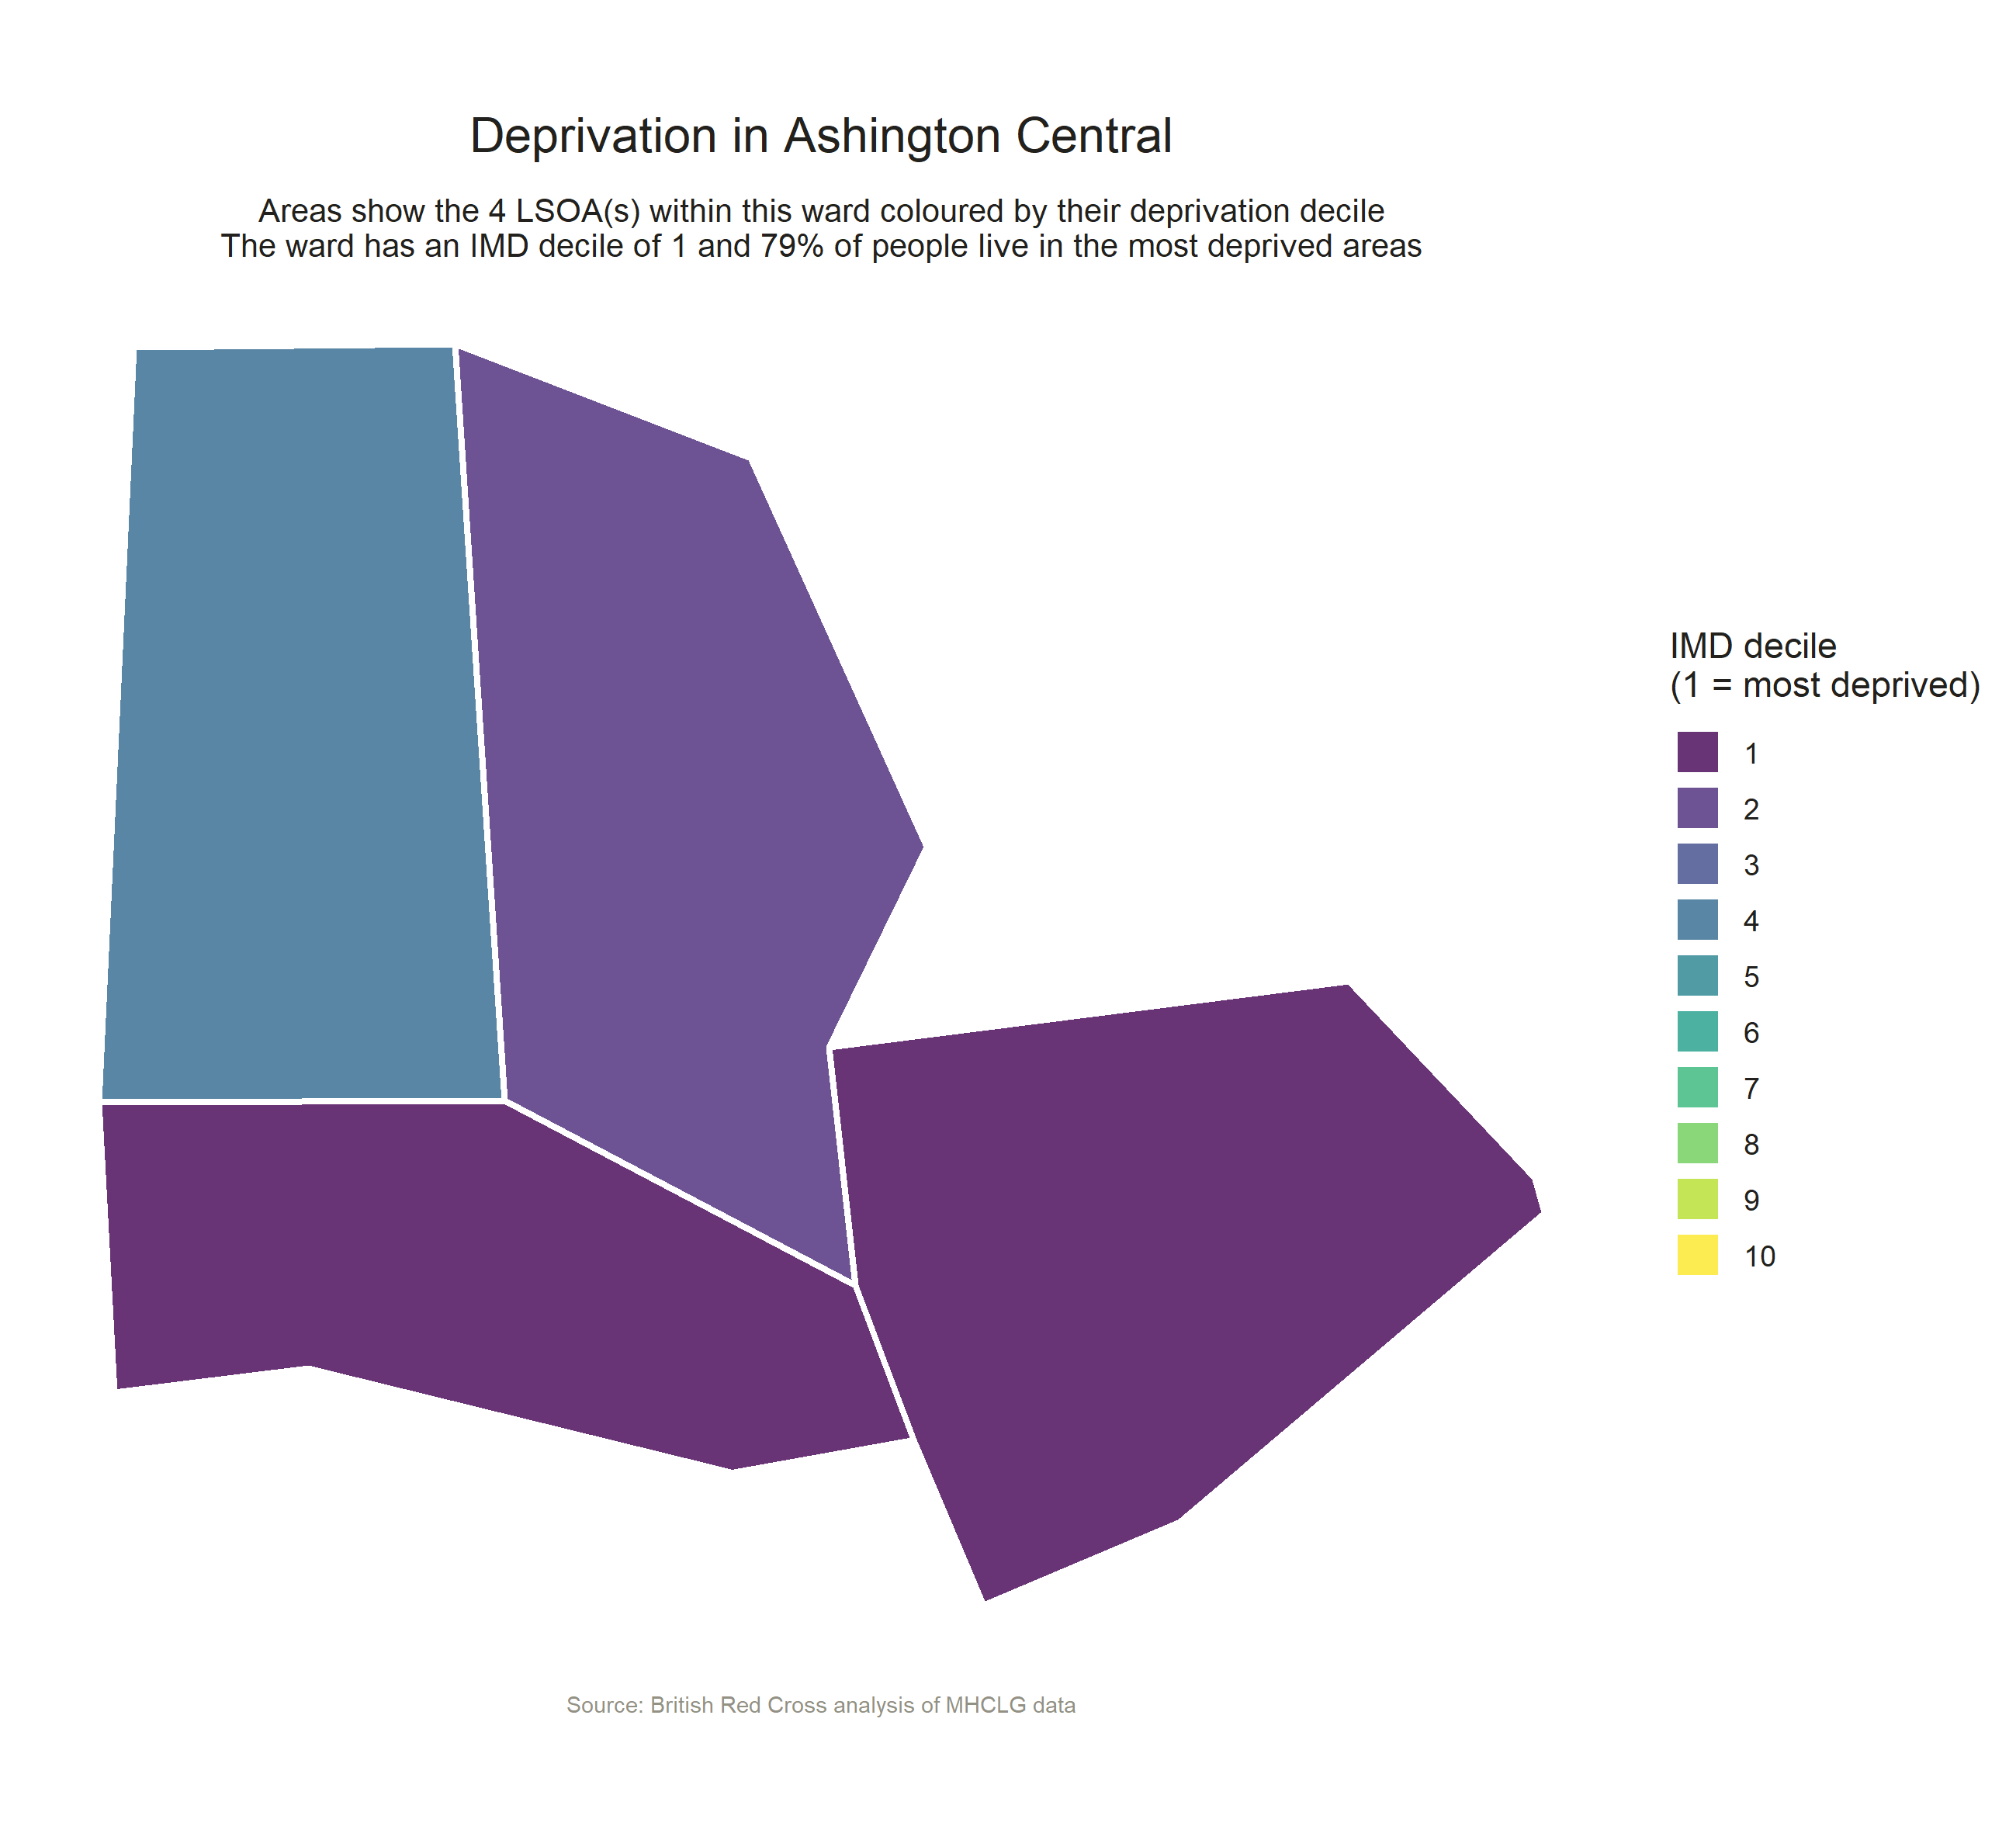 Deprivation in Ashington Central
Areas show the 4 LSOA(s) within this ward coloured by their deprivation decile
The ward has an IMD decile of 1 and 79% of people live in the most deprived areas
IMD decile
(1 = most deprived)
1
2
3
4
5
6
7
8
9
10
Source: British Red Cross analysis of MHCLG data